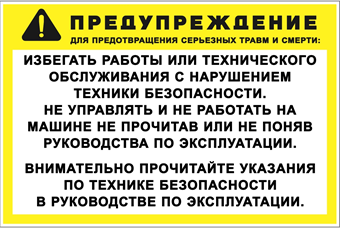 ПРЕДУПРЕЖДЕНИЕ
ДЛЯ ПРЕДОТВРАЩЕНИЯ СЕРЬЕЗНЫХ ТРАВМ И СМЕРТИ:
ИЗБЕГАТЬ РАБОТЫ ИЛИ ТЕХНИЧЕСКОГО
ОБСЛУЖИВАНИЯ С НАРУШЕНИЕМ
ТЕХНИКИ БЕЗОПАСНОСТИ.
НЕ УПРАВЛЯТЬ И НЕ РАБОТАТЬ НА
МАШИНЕ НЕ ПРОЧИТАВ ИЛИ НЕ ПОНЯВ
РУКОВОДСТВА ПО ЭКСПЛУАТАЦИИ.
ВНИМАТЕЛЬНО ПРОЧИТАЙТЕ УКАЗАНИЯ
ПО ТЕХНИКЕ БЕЗОПАСНОСТИ
В РУКОВОДСТВЕ ПО ЭКСПЛУАТАЦИИ.